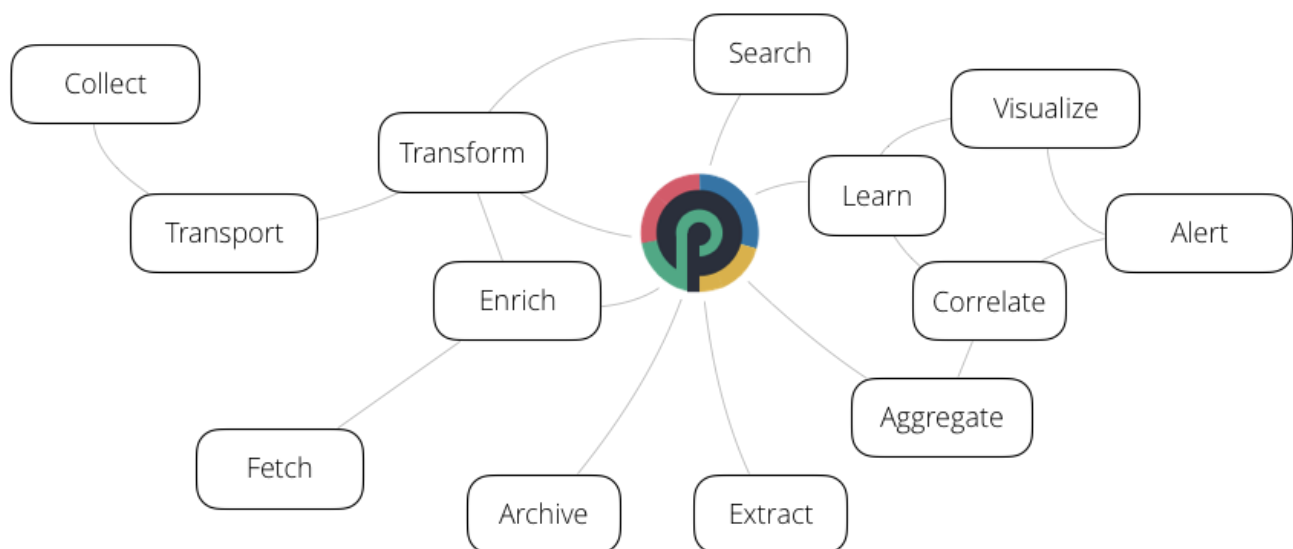 Search
Collect
Visualize
Transform
Learn
Transport
Alert
Enrich
Correlate
Aggregate
Fetch
Archive
Extract